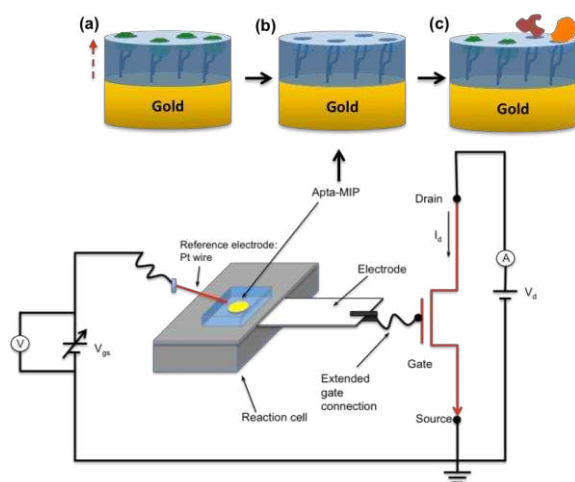 (a)
(b)
(c)
Gold
Gold
Gold
Apta-MIP
Drain
Reference electrode:
Pt wire
Electrode
I_d
A
V_d
V
V_gs
Gate
Extended
gate
connection
Reaction cell
Source